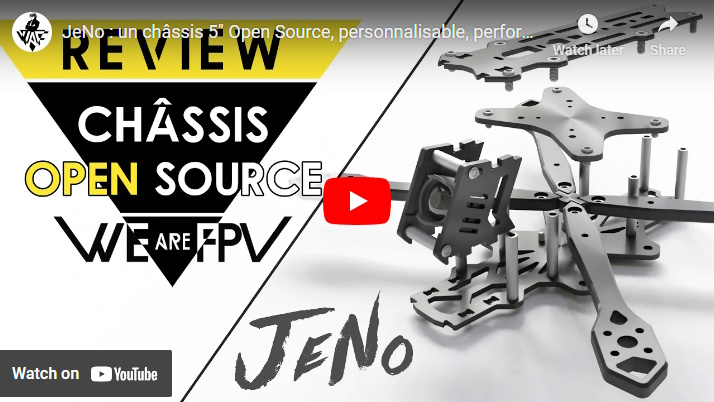 JeNo : un châssis 5" Open Source, personnalisable, perfor...
Watch later
Share
REVIEW
CHÂSSIS
OPEN SOURCE
WE ARE FPV
JENO
Watch on YouTube